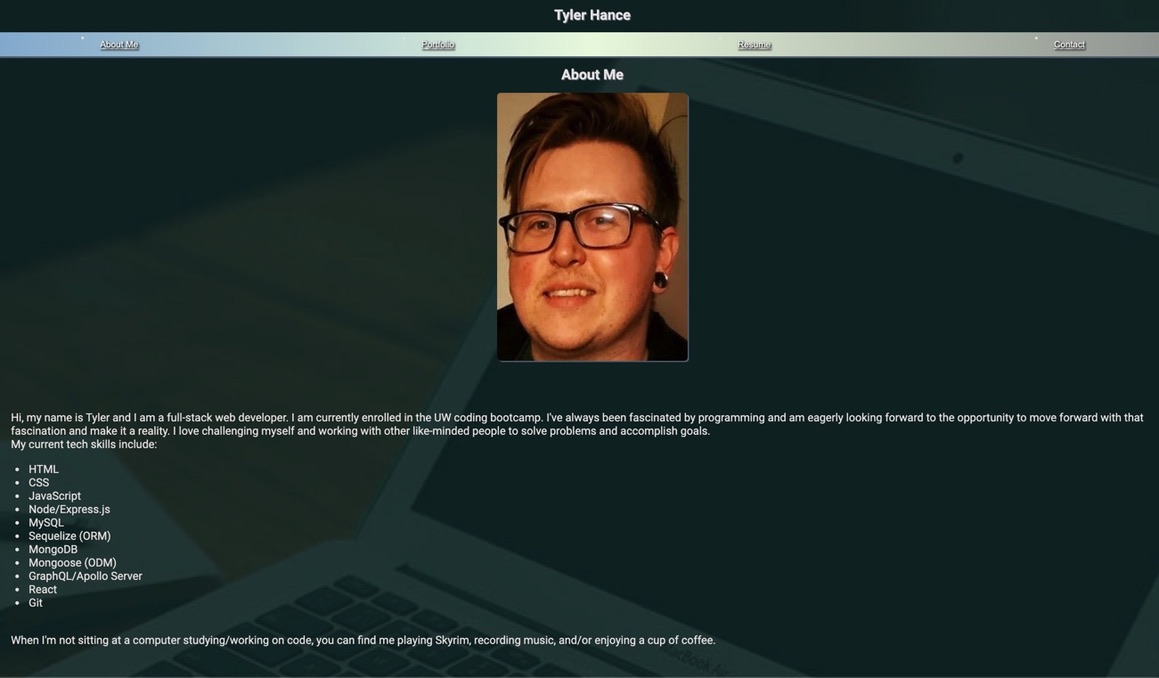 Tyler Hance
About Me Portfolio Resume Contact
About Me
Hi, my name is Tyler and I am a full-stack web developer. I am currently enrolled in the UW coding bootcamp. I've always been fascinated by programming and am eagerly looking forward to the opportunity to move forward with that
fascination and make it a reality. I love challenging myself and working with other like-minded people to solve problems and accomplish goals.
My current tech skills include:
• HTML
• CSS
• JavaScript
• Node/Express.js
• MySQL
• Sequelize (ORM)
• MongoDB
• Mongoose (ODM)
• GraphQL/Apollo Server
• React
• Git
When I'm not sitting at a computer studying/working on code, you can find me playing Skyrim, recording music, and/or enjoying a cup of coffee.